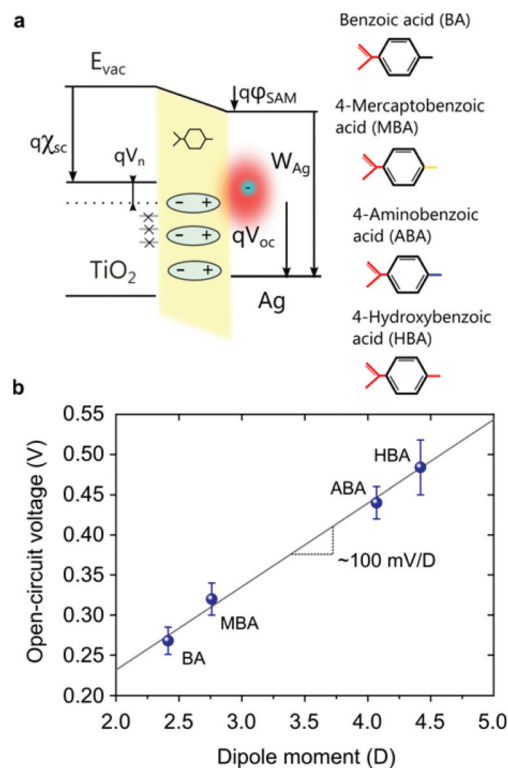 a
Benzoic acid (BA)
E_vac
qφ_SAM
4-Mercaptobenzoic
acid (MBA)
qχ_sc
qV_n
W_Ag
- +
-
- +
qV_oc
4-Aminobenzoic
acid (ABA)
TiO₂
- +
Ag
4-Hydroxybenzoic
acid (HBA)
b
0.55
0.50
0.45
0.40
0.35
0.30
0.25
0.20
Open-circuit voltage (V)
HBA
ABA
~100 mV/D
MBA
BA
2.0 2.5 3.0 3.5 4.0 4.5 5.0
Dipole moment (D)